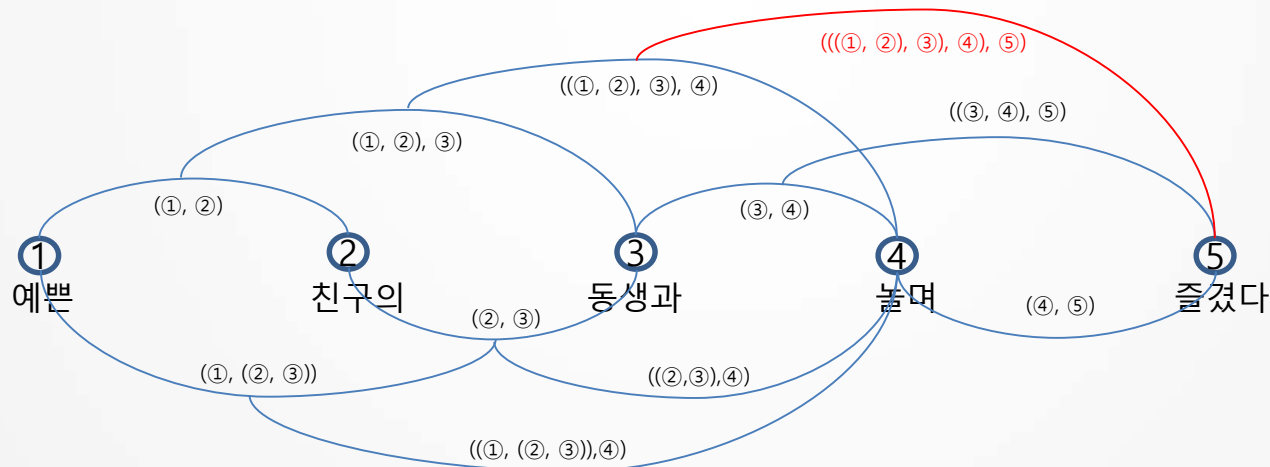 (((①, ②), ③), ④), ⑤)
((①, ②), ③), ④)
((③, ④), ⑤)
(①, ②), ③)
(①, ②)
(③, ④)
1 2 3 4 5
예쁜 친구의 동생과 놀며 즐겼다
(④, ⑤)
(②, ③)
(①, (②, ③))
((②,③),④)
((①, (②, ③)),④)